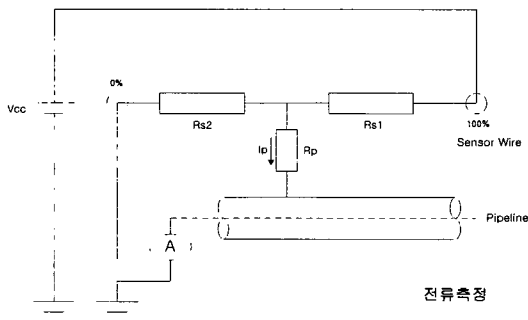 0%
Vcc
Rs2
Rs1
100%
Sensor Wire
Ip
Rp
Pipeline
A
전류측정